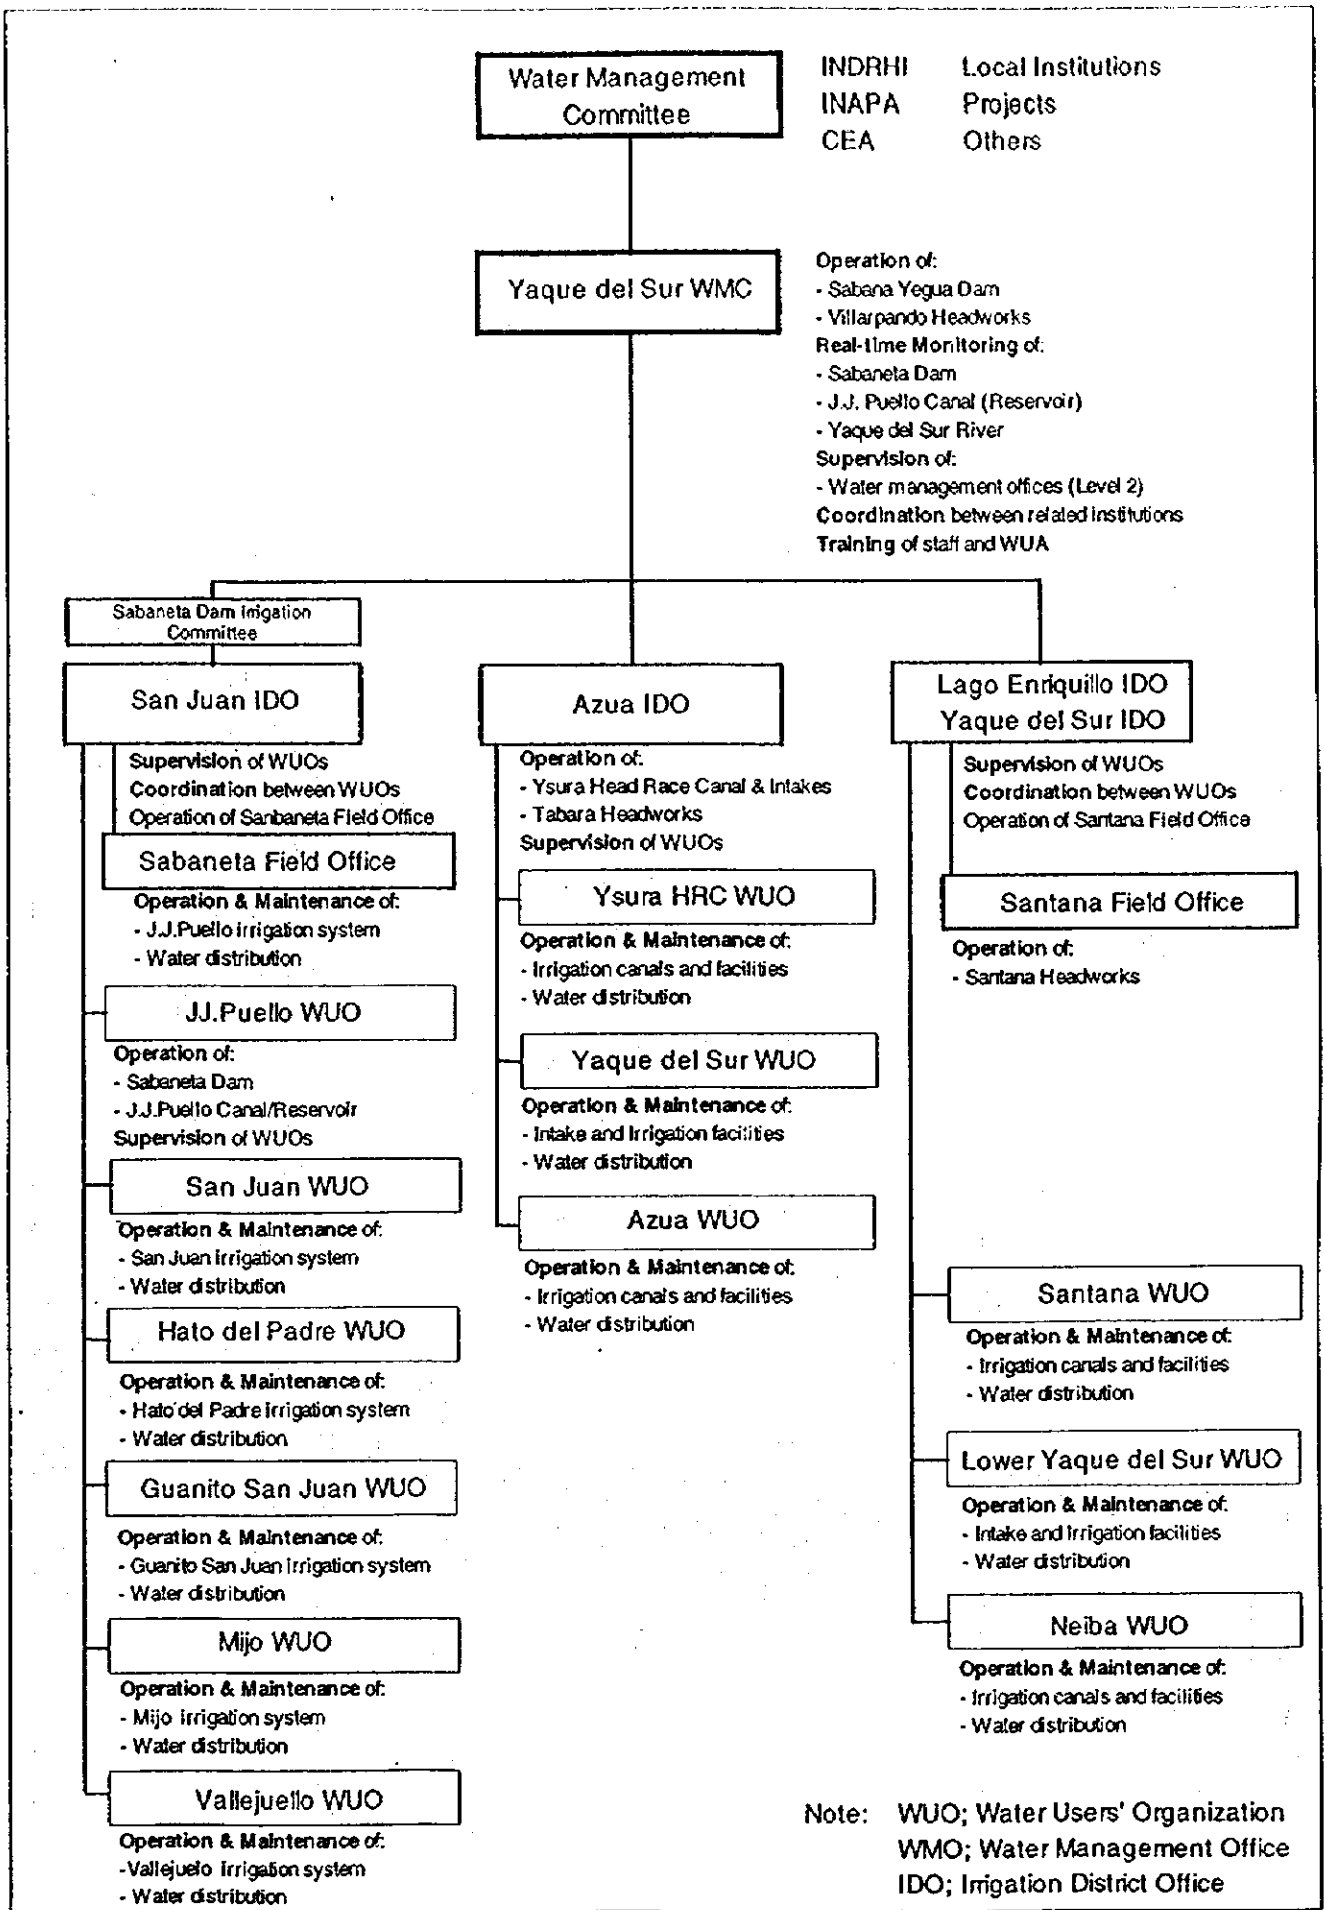 Water Management
Committee
INDRHI Local Institutions
INAPA Projects
CEA Others
Yaque del Sur WMC
Operation of:
- Sabana Yegua Dam
- Villarpando Headworks
Real-time Monitoring of:
- Sabaneta Dam
- J.J. Puello Canal (Reservoir)
- Yaque del Sur River
Supervision of:
- Water management offices (Level 2)
Coordination between related institutions
Training of staff and WUA
Sabaneta Dam Irrigation
Committee
San Juan IDO
Supervision of WUOs
Coordination between WUOs
Operation of Sanbaneta Field Office
Sabaneta Field Office
Operation & Maintenance of:
- J.J.Puello irrigation system
- Water distribution
JJ.Puello WUO
Operation of:
- Sabaneta Dam
- J.J.Puello Canal/Reservoir
Supervision of WUOs
San Juan WUO
Operation & Maintenance of:
- San Juan irrigation system
- Water distribution
Hato del Padre WUO
Operation & Maintenance of:
- Hato del Padre irrigation system
- Water distribution
Guanito San Juan WUO
Operation & Maintenance of:
- Guanito San Juan irrigation system
- Water distribution
Mijo WUO
Operation & Maintenance of:
- Mijo irrigation system
- Water distribution
Vallejuello WUO
Operation & Maintenance of:
-Vallejuelo irrigation system
- Water distribution
Azua IDO
Operation of:
- Ysura Head Race Canal & Intakes
- Tabara Headworks
Supervision of WUOs
Ysura HRC WUO
Operation & Maintenance of:
- Irrigation canals and facilities
- Water distribution
Yaque del Sur WUO
Operation & Maintenance of:
- Intake and Irrigation facilities
- Water distribution
Azua WUO
Operation & Maintenance of:
- Irrigation canals and facilities
- Water distribution
Lago Enriquillo IDO
Yaque del Sur IDO
Supervision of WUOs
Coordination between WUOs
Operation of Santana Field Office
Santana Field Office
Operation of:
- Santana Headworks
Santana WUO
Operation & Maintenance of:
- Irrigation canals and facilities
- Water distribution
Lower Yaque del Sur WUO
Operation & Maintenance of:
- Intake and Irrigation facilities
- Water distribution
Neiba WUO
Operation & Maintenance of:
- Irrigation canals and facilities
- Water distribution
Note: WUO; Water Users' Organization
WMO; Water Management Office
IDO; Irrigation District Office